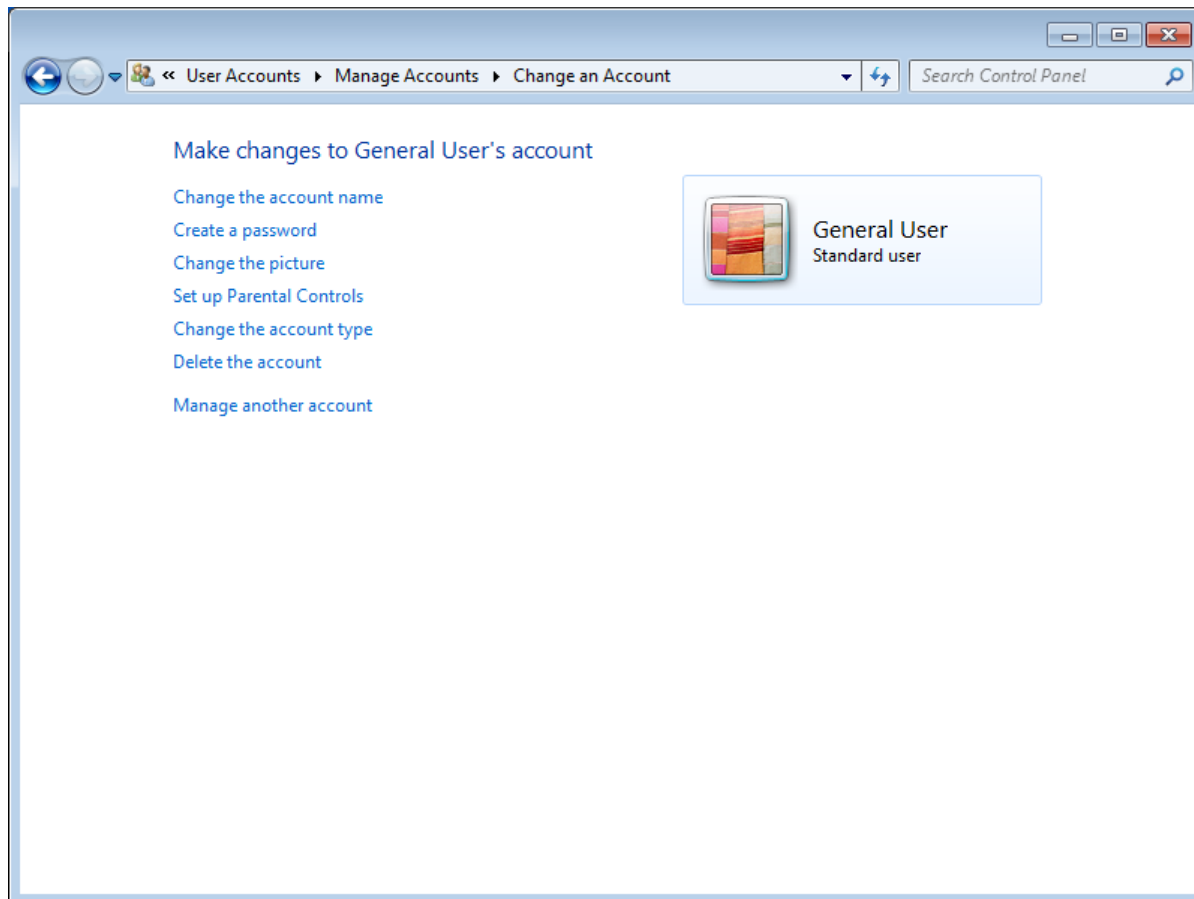 « User Accounts ▸ Manage Accounts ▸ Change an Account
Search Control Panel
Make changes to General User's account
Change the account name
Create a password
Change the picture
Set up Parental Controls
Change the account type
Delete the account
Manage another account
General User
Standard user